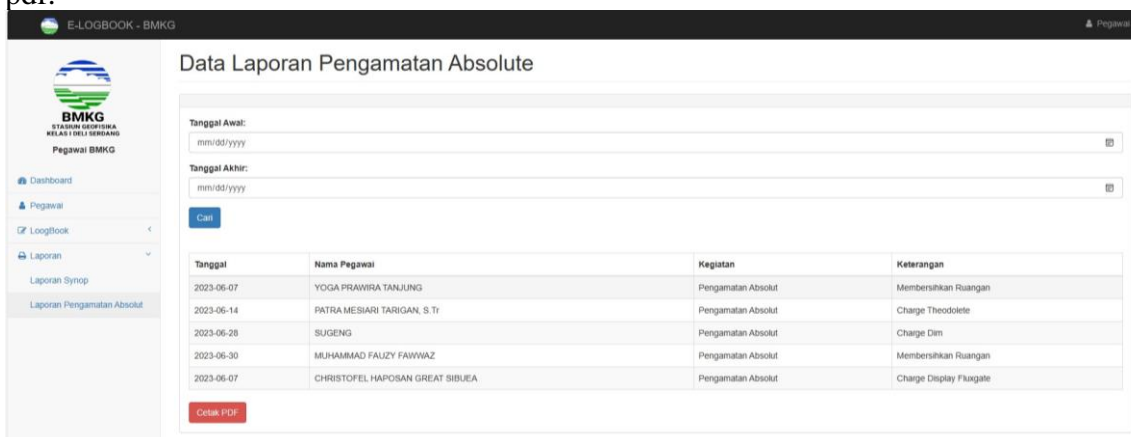 pdf.
E-LOGBOOK - BMKG
Pegawai
BMKG
STASIUN GEOFISIKA
KELAS I DELI SERDANG
Pegawai BMKG
Dashboard
Pegawai
LoogBook
Laporan
Laporan Synop
Laporan Pengamatan Absolut
Data Laporan Pengamatan Absolute
Tanggal Awal:
mm/dd/yyyy
Tanggal Akhir:
mm/dd/yyyy
Cari
Tanggal Nama Pegawai Kegiatan Keterangan
2023-06-07 YOGA PRAWIRA TANJUNG Pengamatan Absolut Membersihkan Ruangan
2023-06-14 PATRA MESIARI TARIGAN, S.Tr Pengamatan Absolut Charge Theodolete
2023-06-28 SUGENG Pengamatan Absolut Charge Dim
2023-06-30 MUHAMMAD FAUZY FAWWAZ Pengamatan Absolut Membersihkan Ruangan
2023-06-07 CHRISTOFEL HAPOSAN GREAT SIBUEA Pengamatan Absolut Charge Display Fluxgate
Cetak PDF